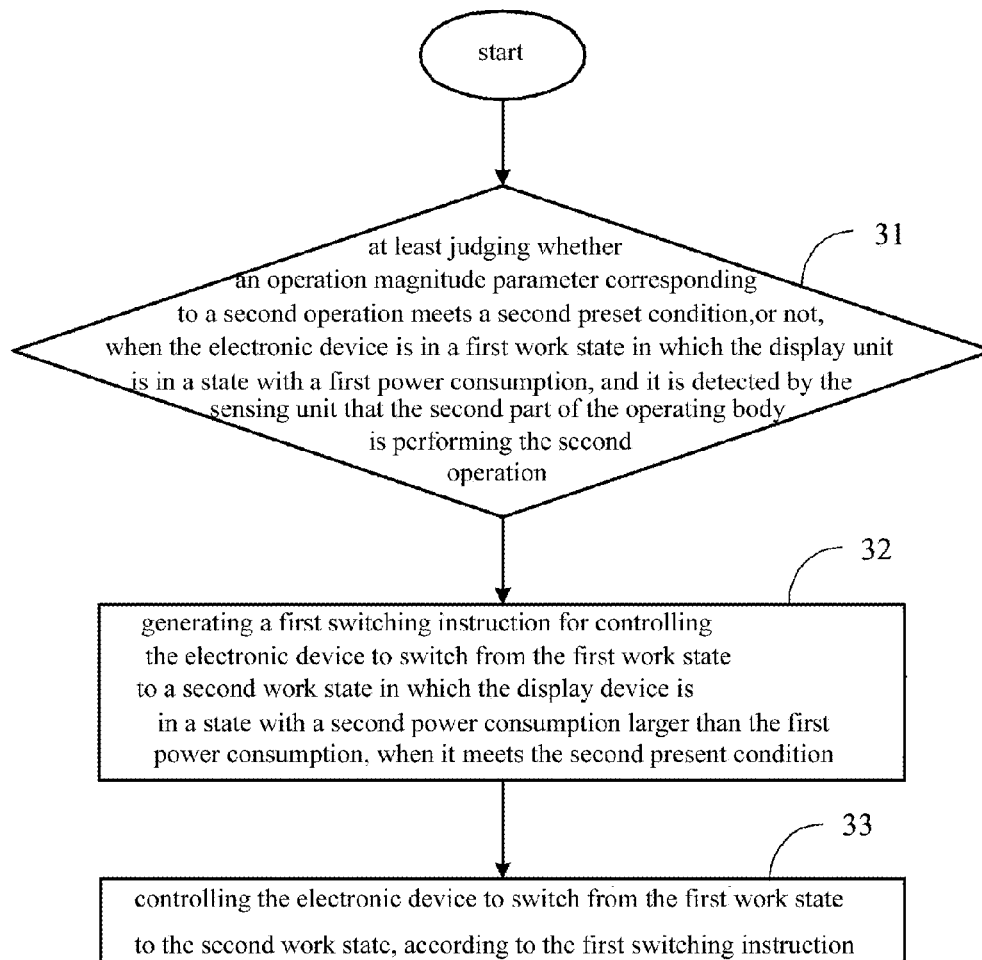 start
31
at least judging whether
an operation magnitude parameter corresponding
to a second operation meets a second preset condition,or not,
when the electronic device is in a first work state in which the display unit
is in a state with a first power consumption, and it is detected by the
sensing unit that the second part of the operating body
is performing the second
operation
32
generating a first switching instruction for controlling
the electronic device to switch from the first work state
to a second work state in which the display device is
in a state with a second power consumption larger than the first
power consumption, when it meets the second present condition
33
controlling the electronic device to switch from the first work state
to the second work state, according to the first switching instruction